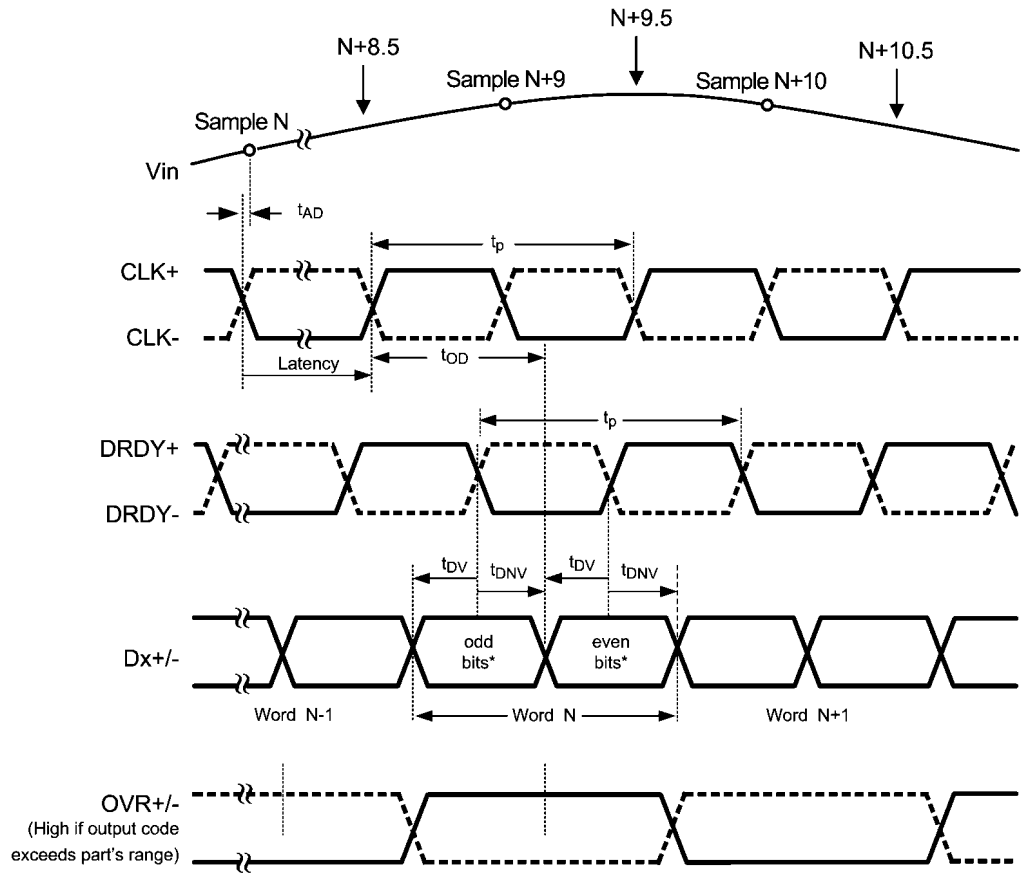 N+9.5
N+8.5
N+10.5
Sample N+9
Sample N+10
Sample N
Vin
tAD
tp
CLK+
CLK-
Latency
tOD
tp
DRDY+
DRDY-
tDV
tDNV
tDV
tDNV
odd
bits*
even
bits*
Dx+/-
Word N-1
Word N
Word N+1
OVR+/-
(High if output code
exceeds part's range)